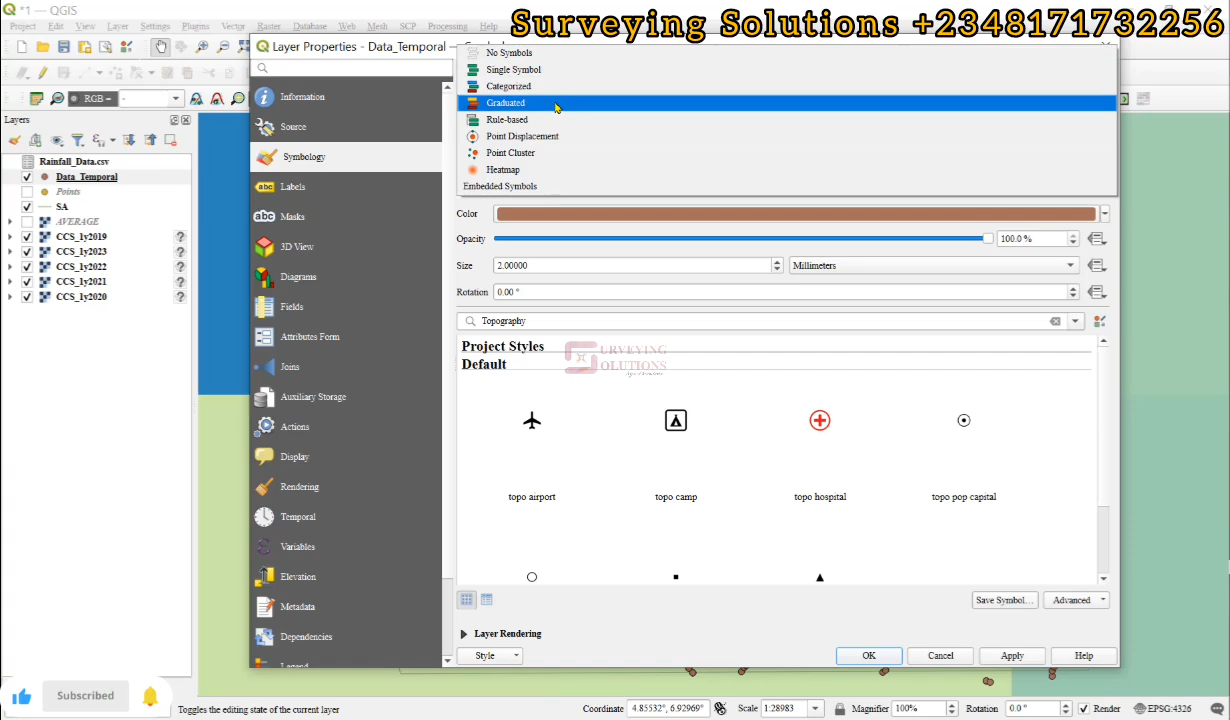 *1 — QGIS
Surveying Solutions +2348171732256
Project Edit View Layer Settings Plugins Vector Raster Database Web Mesh SCP Processing Help
Layer Properties - Data_Temporal —
RGB = -
Layers
Rainfall_Data.csv
Data_Temporal
Points
SA
AVERAGE
CCS_1y2019 ?
CCS_1y2023 ?
CCS_1y2022 ?
CCS_1y2021 ?
CCS_1y2020 ?
Information
Source
Symbology
Labels
Masks
3D View
Diagrams
Fields
Attributes Form
Joins
Auxiliary Storage
Actions
Display
Rendering
Temporal
Variables
Elevation
Metadata
Dependencies
Legend
No Symbols
Single Symbol
Categorized
Graduated
Rule-based
Point Displacement
Point Cluster
Heatmap
Embedded Symbols
Color
Opacity 100.0 %
Size 2.00000 Millimeters
Rotation 0.00 °
Topography
Project Styles
Default
SURVEYING
SOLUTIONS
topo airport topo camp topo hospital topo pop capital
Save Symbol... Advanced
Layer Rendering
Style OK Cancel Apply Help
Subscribed
Toggles the editing state of the current layer Coordinate 4.85532°, 6.92969° Scale 1:28983 Magnifier 100% Rotation 0.0 ° Render EPSG:4326